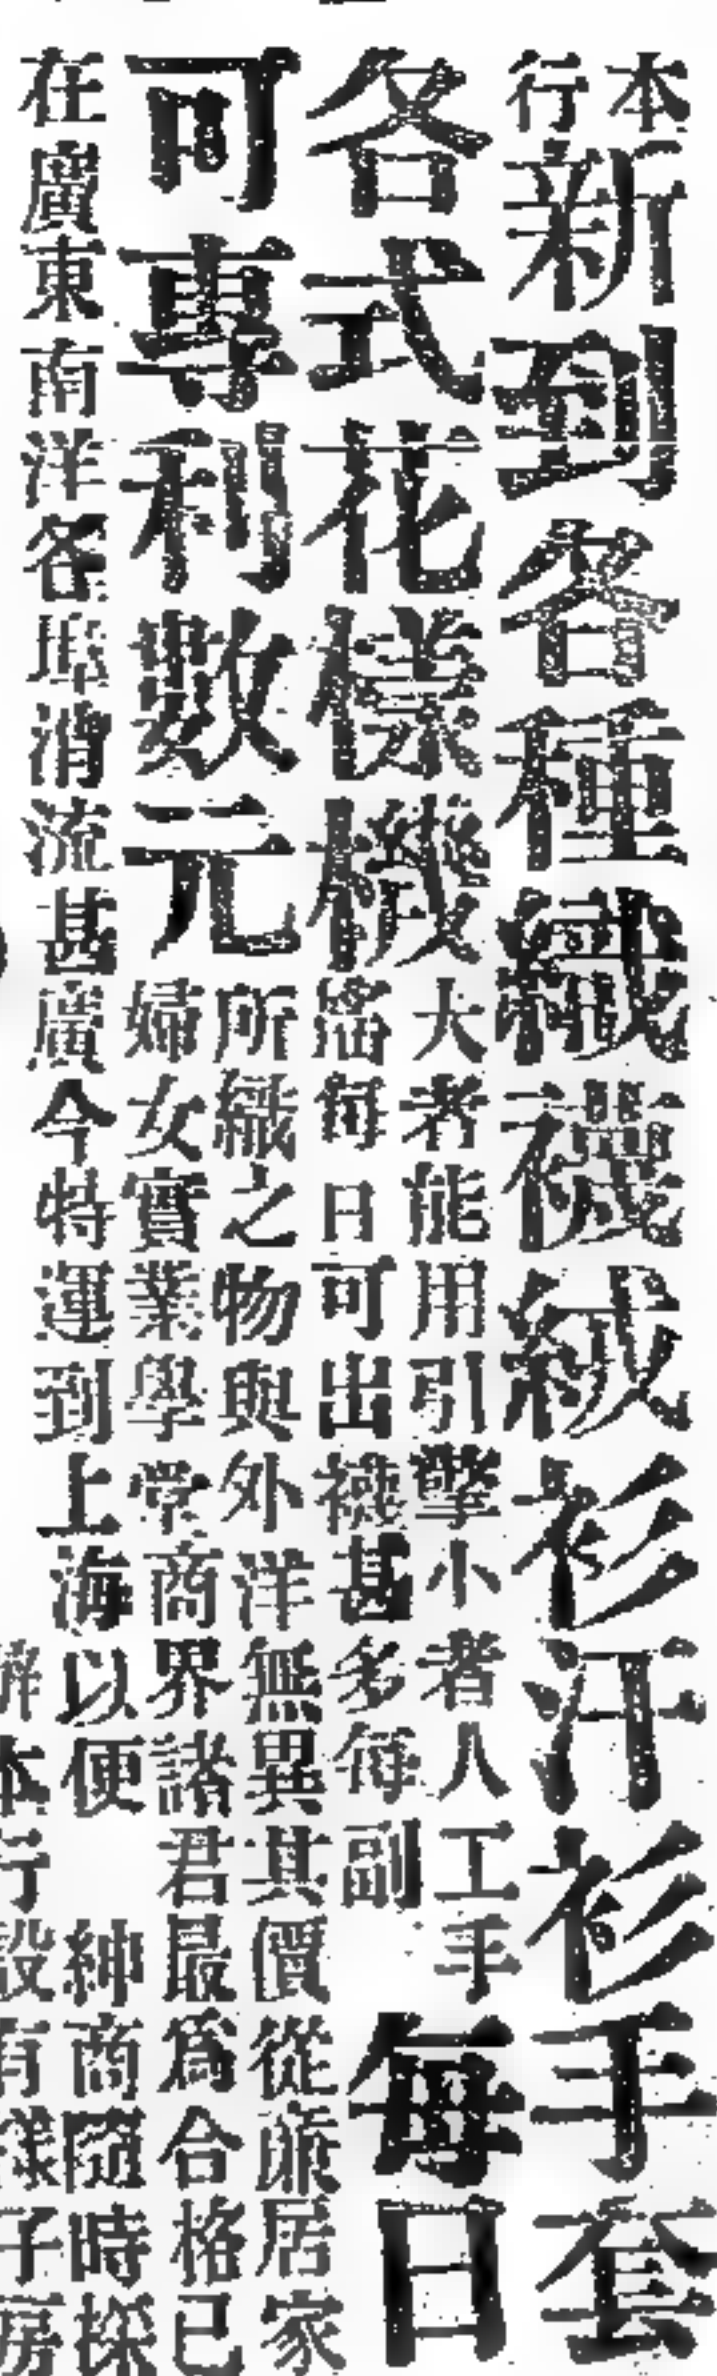 本行新到各種織襪絨衫汗衫手套
各式花樣機
大者能用引擎小者人工手
搖每日可出襪甚多每副
每日
可專利數元
所織之物與外洋無異其價從廉居家
婦女實業學堂商界諸君最為合格已
在廣東南洋各埠消流甚廣今特運到上海以便
紳商隨時採
本行設有樣子房